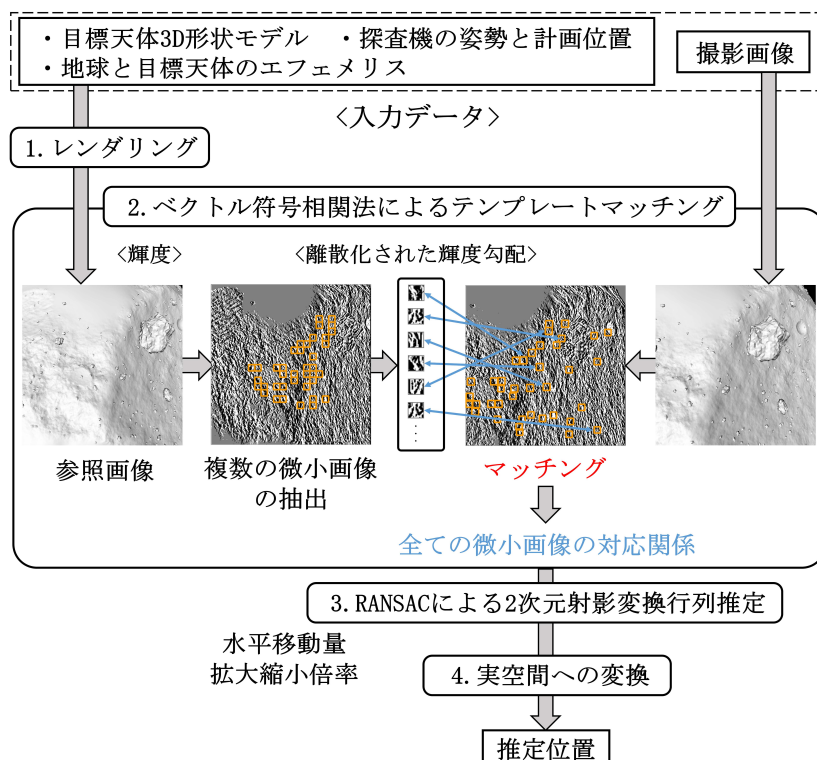 ・目標天体3D形状モデル ・探査機の姿勢と計画位置
・地球と目標天体のエフェメリス
撮影画像
<入力データ>
1.レンダリング
2.ベクトル符号相関法によるテンプレートマッチング
<輝度>
<離散化された輝度勾配>
参照画像
複数の微小画像
の抽出
マッチング
全ての微小画像の対応関係
3.RANSACによる2次元射影変換行列推定
水平移動量
拡大縮小倍率
4.実空間への変換
推定位置